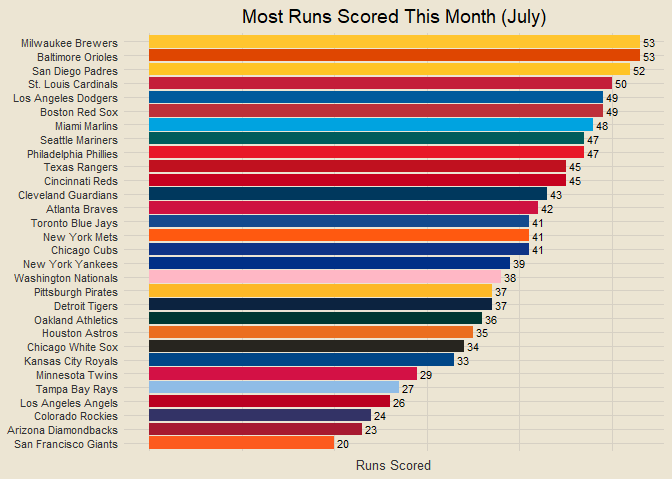 Most Runs Scored This Month (July)
Milwaukee Brewers 53
Baltimore Orioles 53
San Diego Padres 52
St. Louis Cardinals 50
Los Angeles Dodgers 49
Boston Red Sox 49
Miami Marlins 48
Seattle Mariners 47
Philadelphia Phillies 47
Texas Rangers 45
Cincinnati Reds 45
Cleveland Guardians 43
Atlanta Braves 42
Toronto Blue Jays 41
New York Mets 41
Chicago Cubs 41
New York Yankees 39
Washington Nationals 38
Pittsburgh Pirates 37
Detroit Tigers 37
Oakland Athletics 36
Houston Astros 35
Chicago White Sox 34
Kansas City Royals 33
Minnesota Twins 29
Tampa Bay Rays 27
Los Angeles Angels 26
Colorado Rockies 24
Arizona Diamondbacks 23
San Francisco Giants 20
Runs Scored